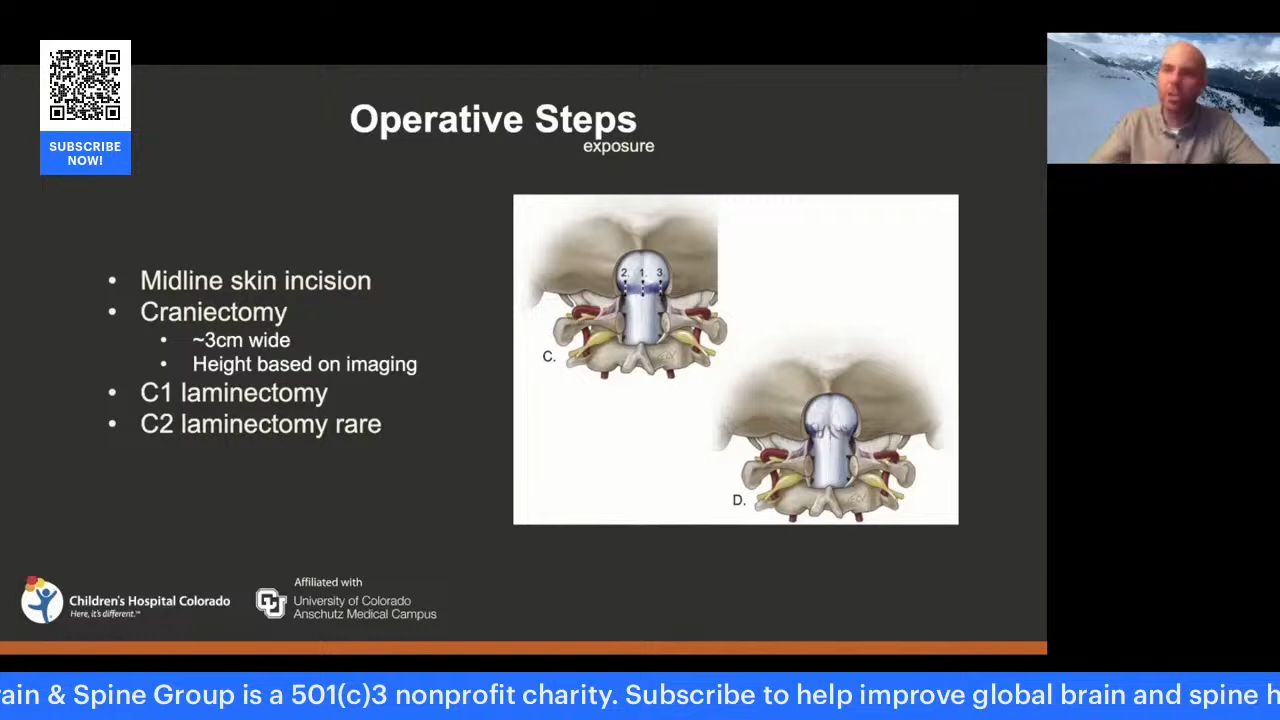 SUBSCRIBE
NOW!
Operative Steps
exposure
• Midline skin incision
• Craniectomy
• ~3cm wide
• Height based on imaging
• C1 laminectomy
• C2 laminectomy rare
2. 1. 3.
C.
D.
Children's Hospital Colorado
Here, it's different.™
Affiliated with
CU
University of Colorado
Anschutz Medical Campus
ain & Spine Group is a 501(c)3 nonprofit charity. Subscribe to help improve global brain and spine h